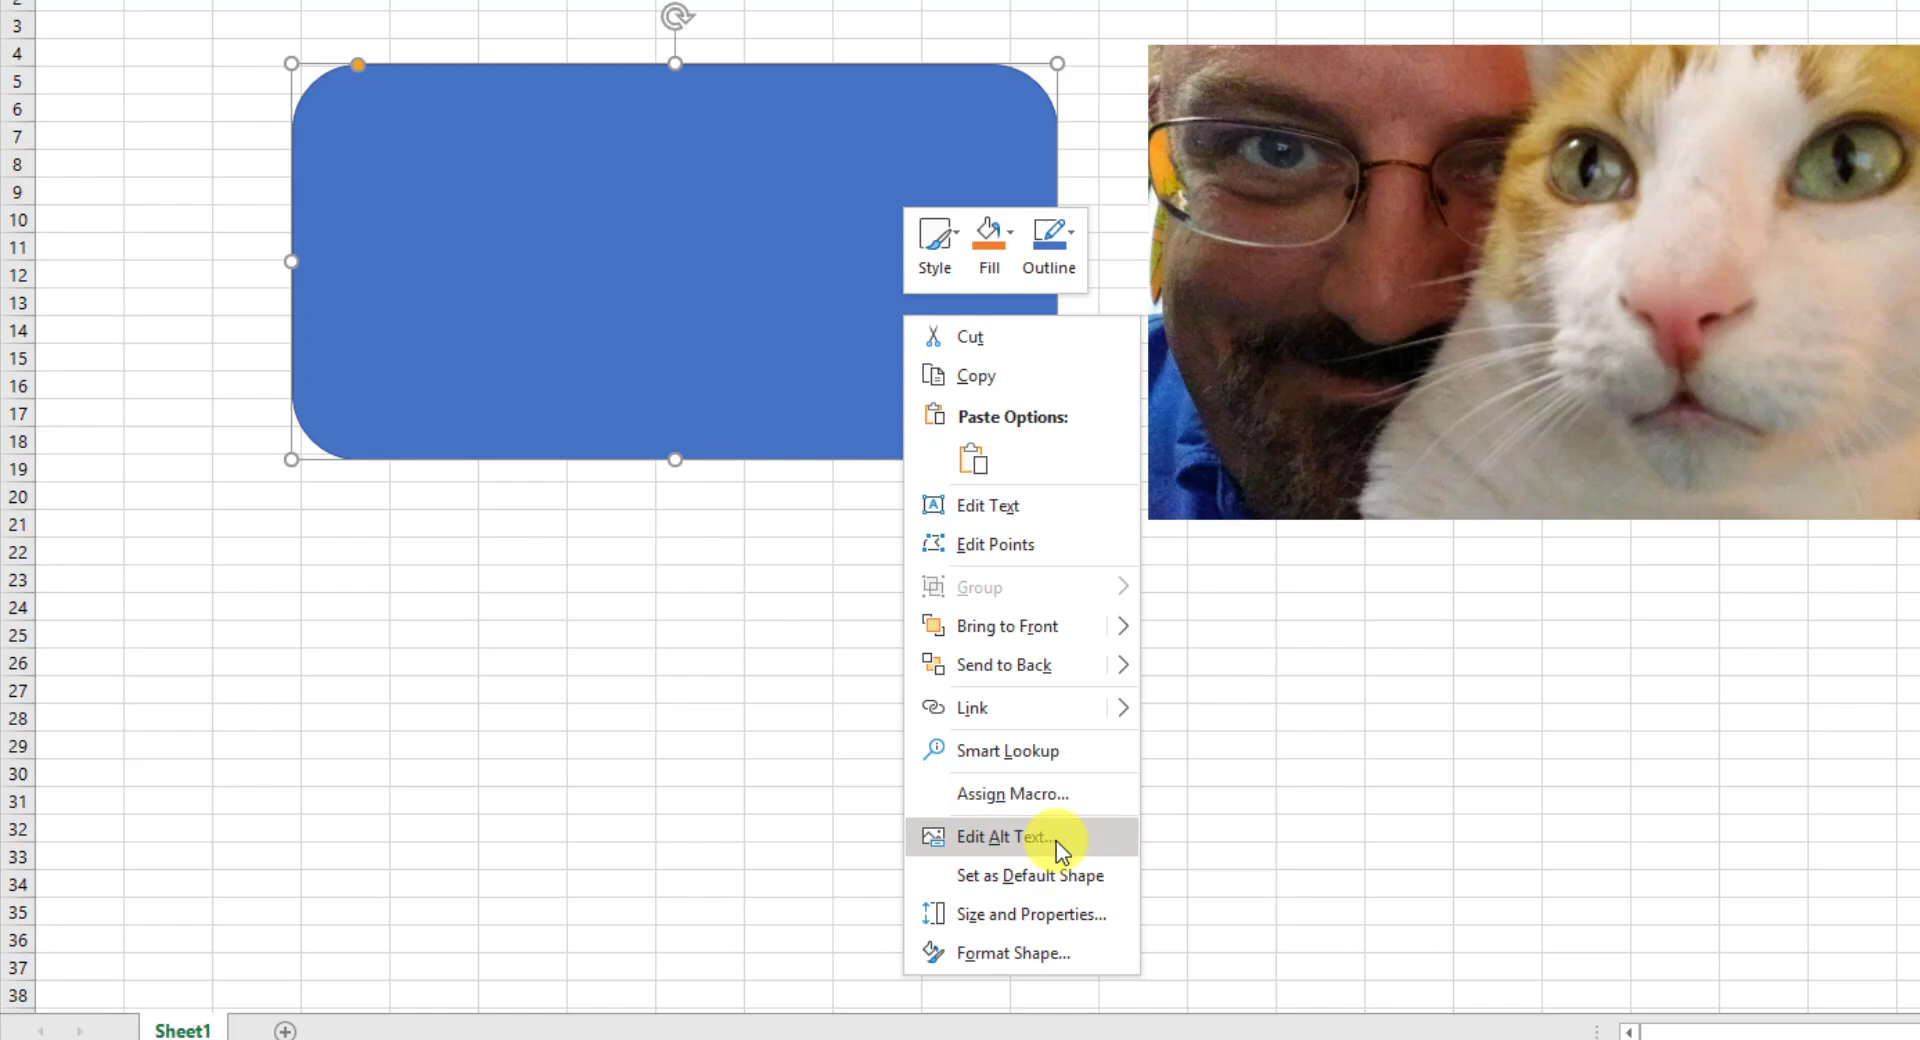 2
3
4
5
6
7
8
9
10
11
12
13
14
15
16
17
18
19
20
21
22
23
24
25
26
27
28
29
30
31
32
33
34
35
36
37
38
Style Fill Outline
Cut
Copy
Paste Options:
Edit Text
Edit Points
Group
Bring to Front
Send to Back
Link
Smart Lookup
Assign Macro...
Edit Alt Text...
Set as Default Shape
Size and Properties...
Format Shape...
Sheet1